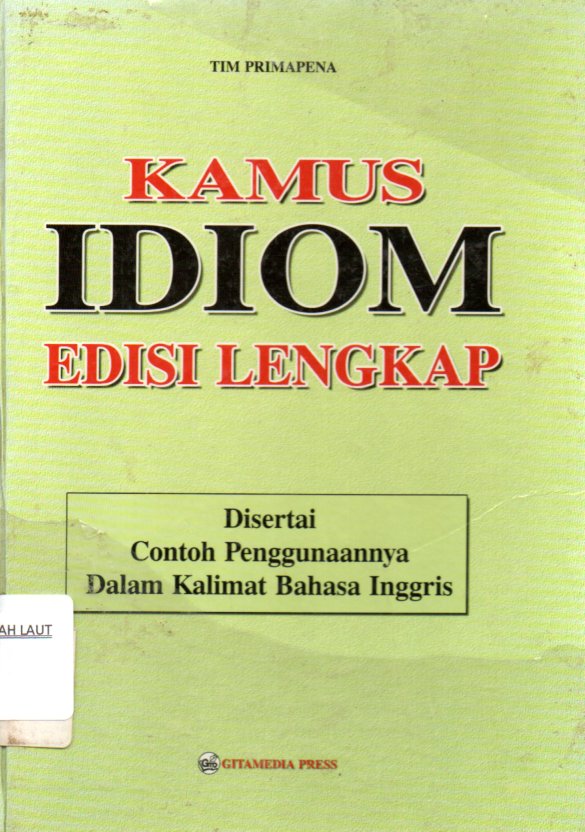 TIM PRIMAPENA
KAMUS
IDIOM
EDISI LENGKAP
Disertai
Contoh Penggunaannya
Dalam Kalimat Bahasa Inggris
AH LAUT
GITAMEDIA PRESS